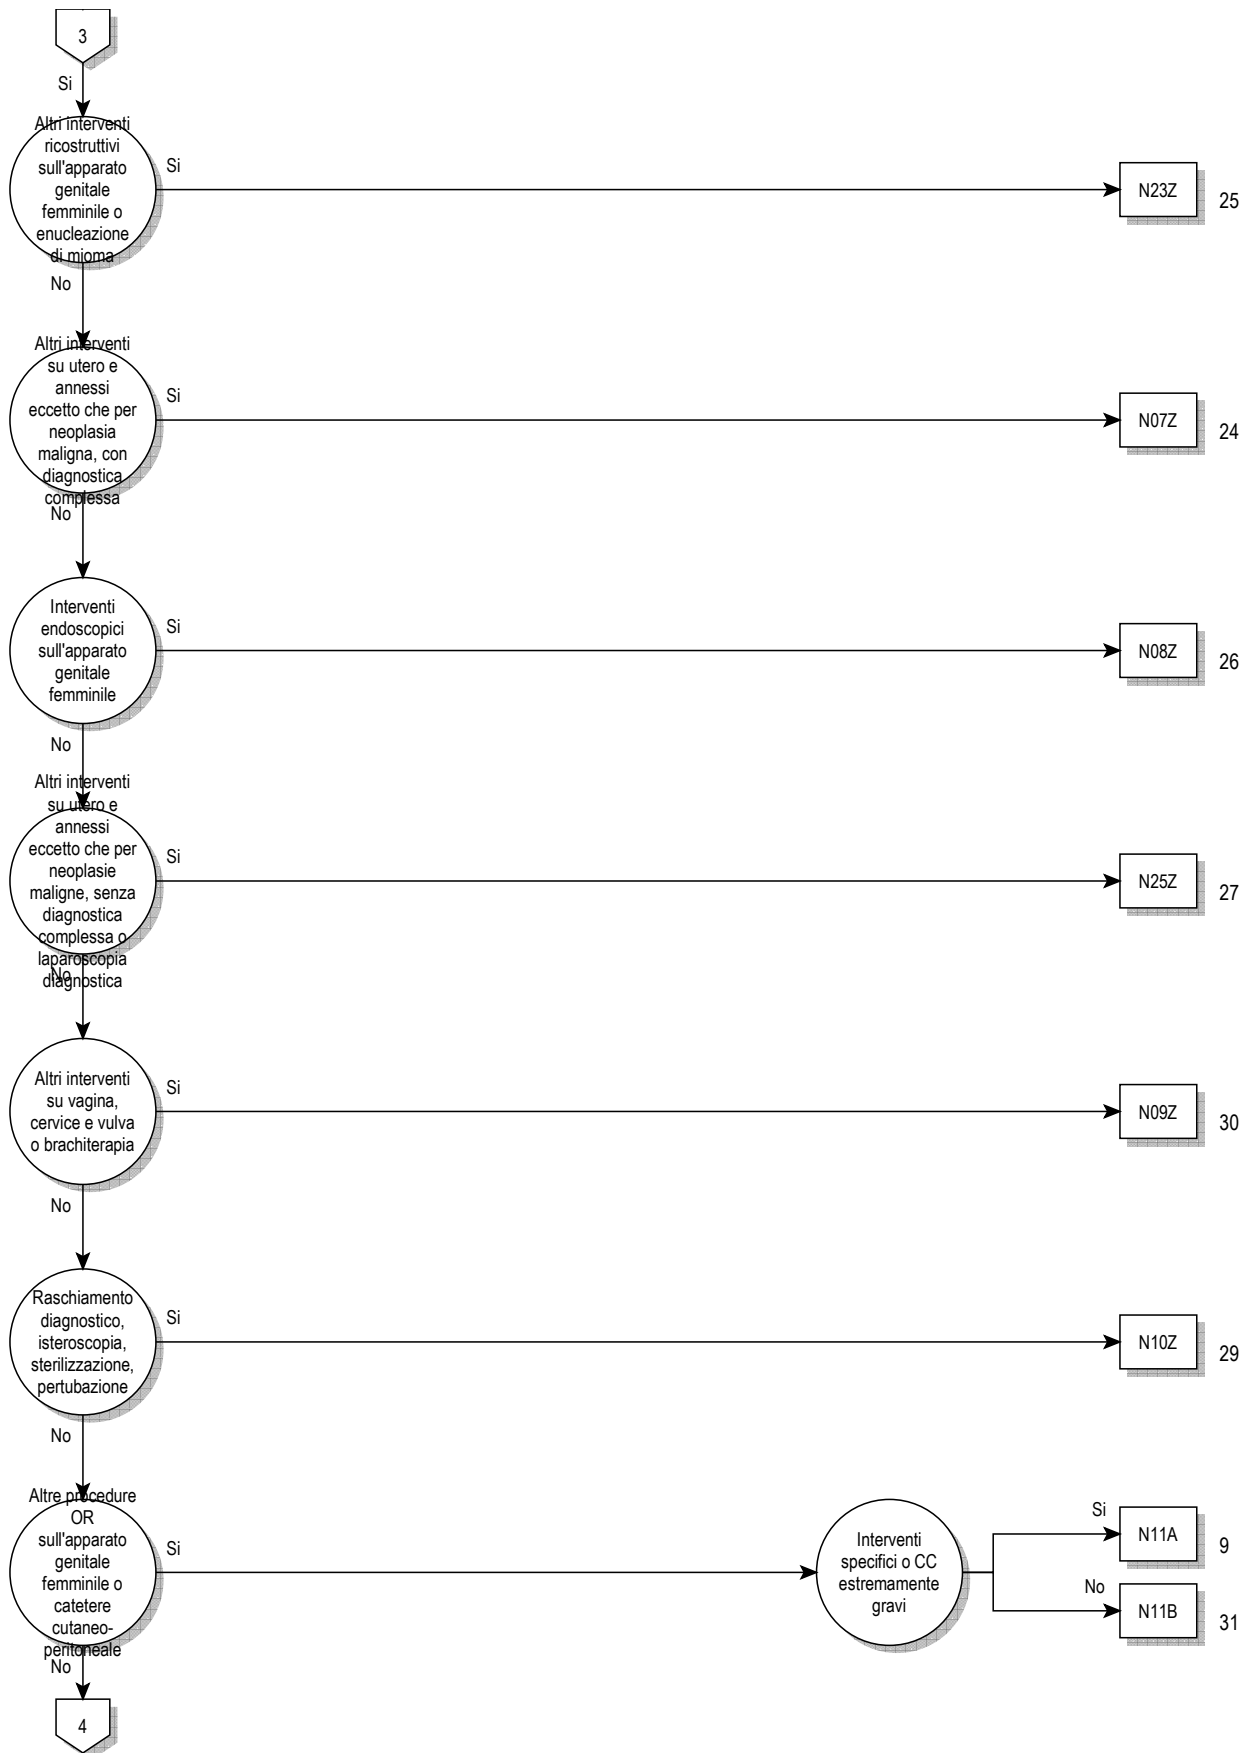 3
Si
Altri interventi
ricostruttivi
sull'apparato
genitale
femminile o
enucleazione
di mioma
Si
N23Z
25
No
Altri interventi
su utero e
annessi
eccetto che per
neoplasia
maligna, con
diagnostica
complessa
Si
N07Z
24
No
Interventi
endoscopici
sull'apparato
genitale
femminile
Si
N08Z
26
No
Altri interventi
su utero e
annessi
eccetto che per
neoplasie
maligne, senza
diagnostica
complessa o
laparoscopia
diagnostica
Si
N25Z
27
No
Altri interventi
su vagina,
cervice e vulva
o brachiterapia
Si
N09Z
30
No
Raschiamento
diagnostico,
isteroscopia,
sterilizzazione,
pertubazione
Si
N10Z
29
No
Altre procedure
OR
sull'apparato
genitale
femminile o
catetere
cutaneo-
peritoneale
Si
Interventi
specifici o CC
estremamente
gravi
Si
N11A
9
No
N11B
31
No
4